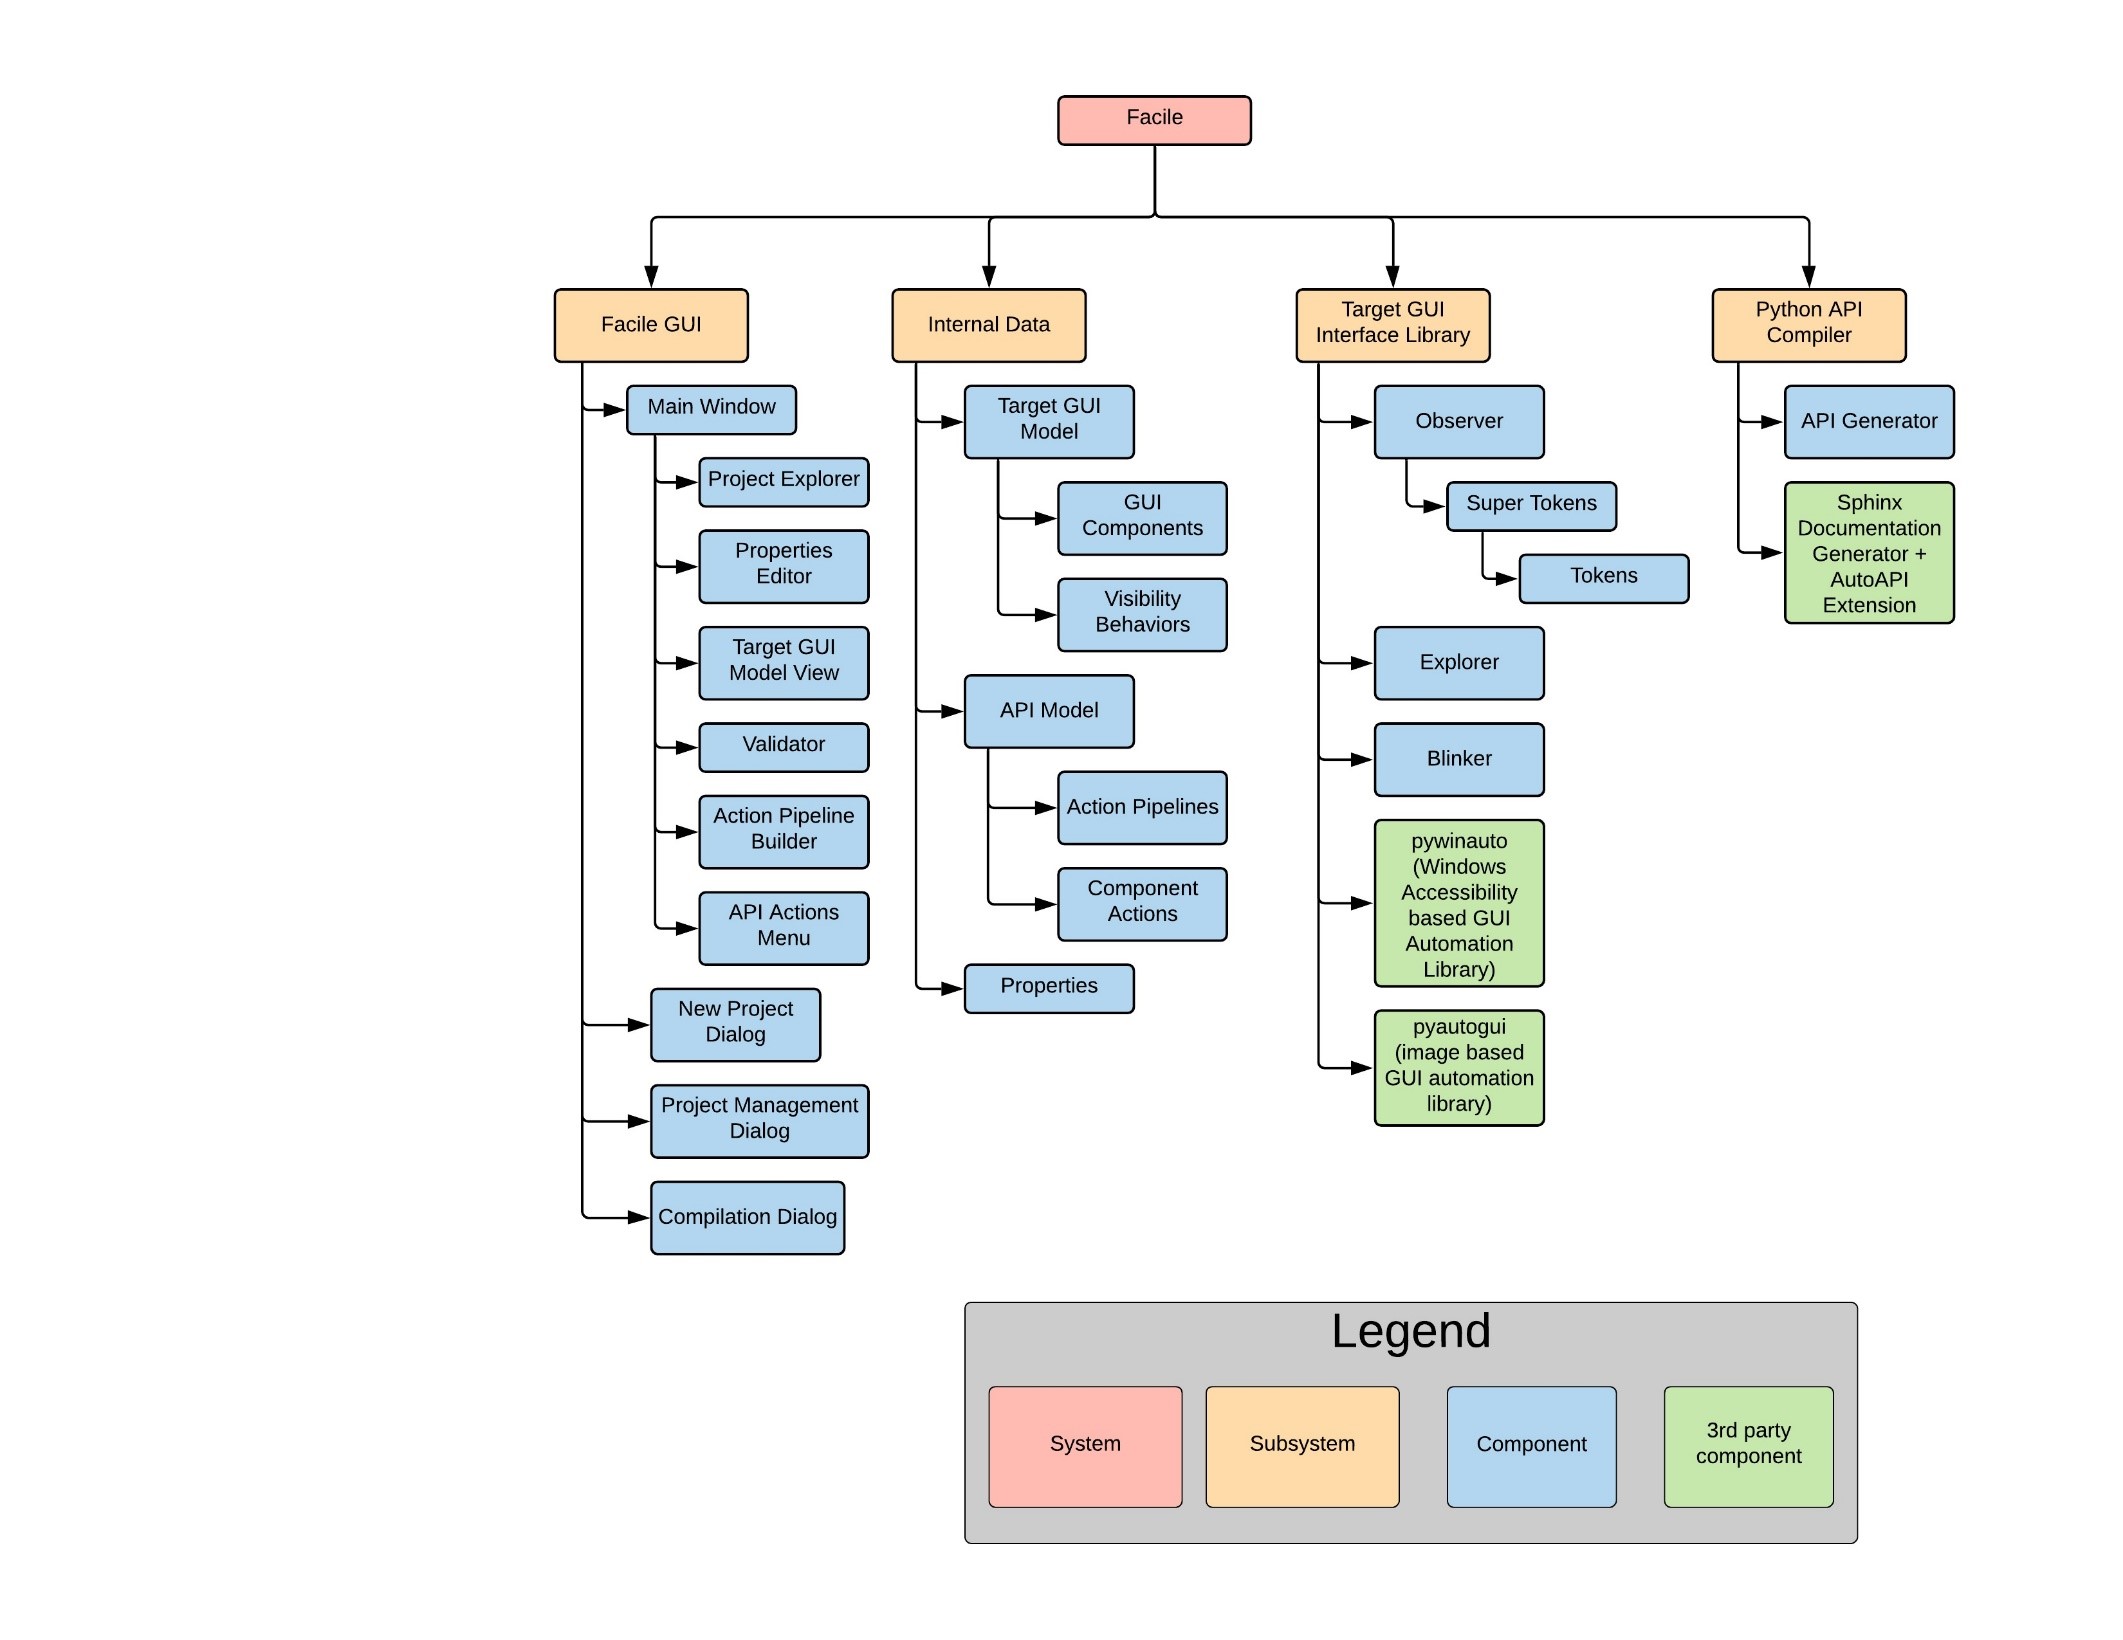 Facile
Facile GUI
Main Window
Project Explorer
Properties
Editor
Target GUI
Model View
Validator
Action Pipeline
Builder
API Actions
Menu
New Project
Dialog
Project Management
Dialog
Compilation Dialog
Internal Data
Target GUI
Model
GUI
Components
Visibility
Behaviors
API Model
Action Pipelines
Component
Actions
Properties
Target GUI
Interface Library
Observer
Super Tokens
Tokens
Explorer
Blinker
pywinauto
(Windows
Accessibility
based GUI
Automation
Library)
pyautogui
(image based
GUI automation
library)
Python API
Compiler
API Generator
Sphinx
Documentation
Generator +
AutoAPI
Extension
Legend
System
Subsystem
Component
3rd party
component